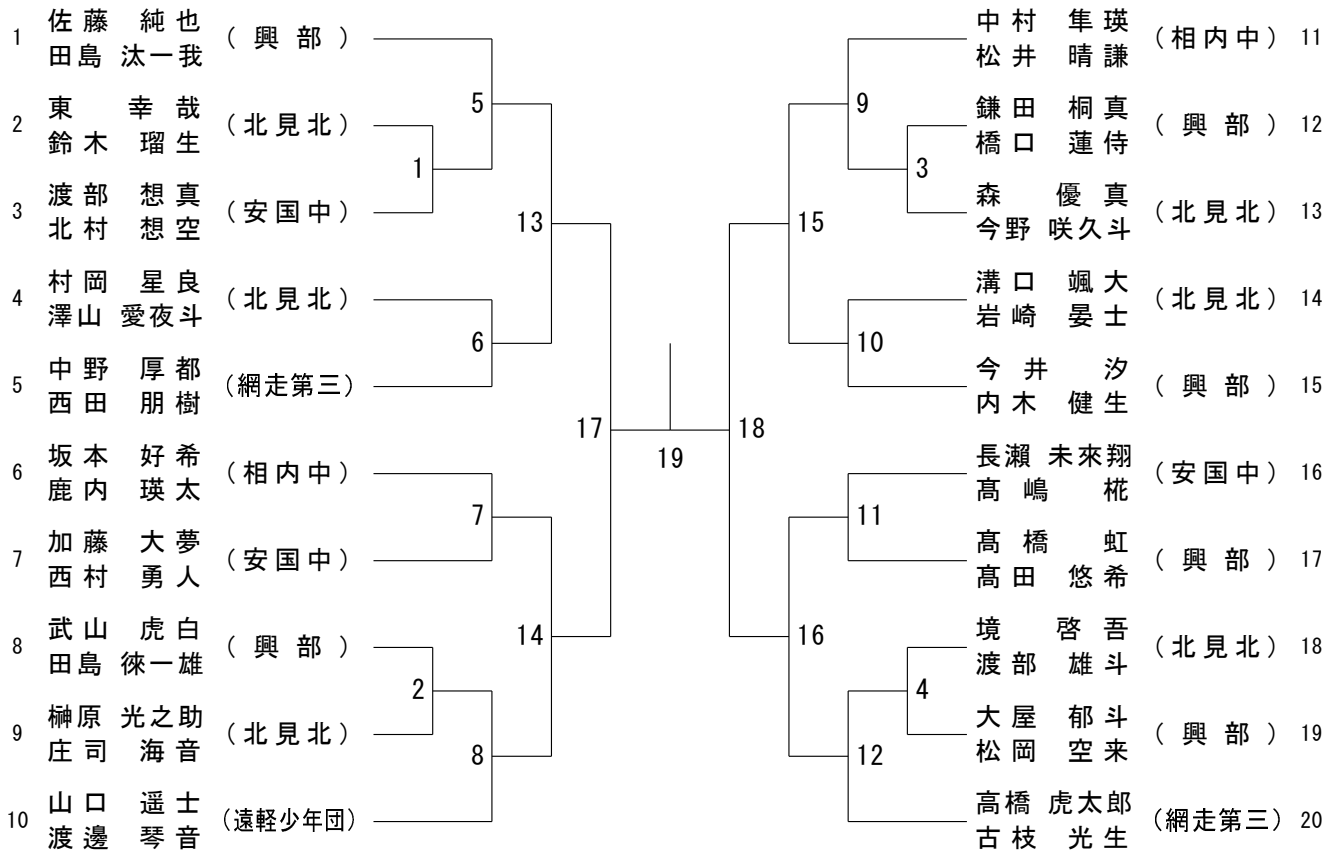 1 佐藤 純也 (興部)
田島 汰一我
2 東 幸哉 (北見北)
鈴木 瑠生
3 渡部 想真 (安国中)
北村 想空
4 村岡 星良 (北見北)
澤山 愛夜斗
5 中野 厚都 (網走第三)
西田 朋樹
6 坂本 好希 (相内中)
鹿内 瑛太
7 加藤 大夢 (安国中)
西村 勇人
8 武山 虎白 (興部)
田島 徠一雄
9 榊原 光之助 (北見北)
庄司 海音
10 山口 遥士 (遠軽少年団)
渡邊 琴音
5
1
13
6
17
7
14
2
8
19
9
3
15
10
18
11
16
4
12
中村 隼瑛 (相内中) 11
松井 晴謙
鎌田 桐真 (興部) 12
橋口 蓮侍
森 優真 (北見北) 13
今野 咲久斗
溝口 颯大 (北見北) 14
岩崎 晏士
今井 汐 (興部) 15
内木 健生
長瀨 未來翔 (安国中) 16
髙嶋 椛
髙橋 虹 (興部) 17
髙田 悠希
境 啓吾 (北見北) 18
渡部 雄斗
大屋 郁斗 (興部) 19
松岡 空来
高橋 虎太郎 (網走第三) 20
古枝 光生